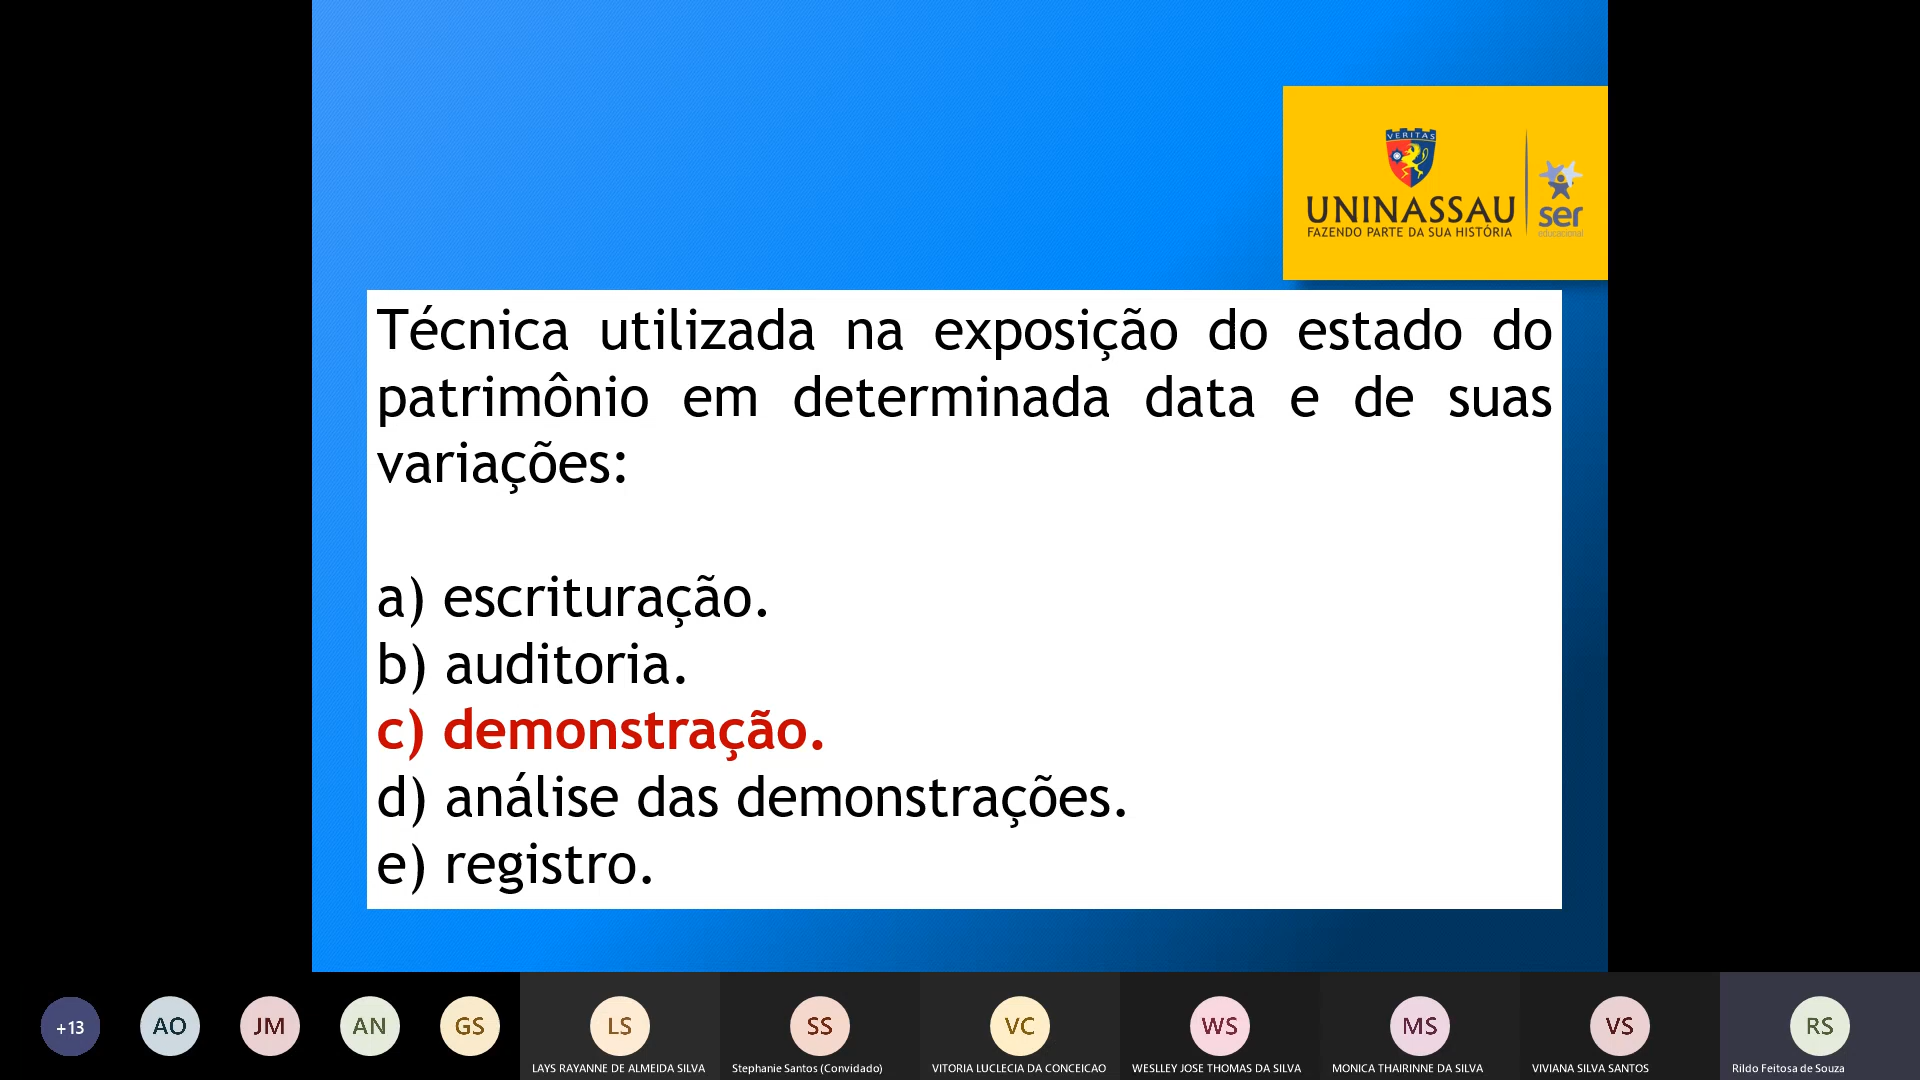 VERITAS
UNINASSAU
FAZENDO PARTE DA SUA HISTÓRIA
ser
educacional
Técnica utilizada na exposição do estado do
patrimônio em determinada data e de suas
variações:
a) escrituração.
b) auditoria.
c) demonstração.
d) análise das demonstrações.
e) registro.
+13
AO
JM
AN
GS
LS
SS
VC
WS
MS
VS
RS
LAYS RAYANNE DE ALMEIDA SILVA
Stephanie Santos (Convidado)
VITORIA LUCLECIA DA CONCEICAO
WESLLEY JOSE THOMAS DA SILVA
MONICA THAIRINNE DA SILVA
VIVIANA SILVA SANTOS
Rildo Feitosa de Souza